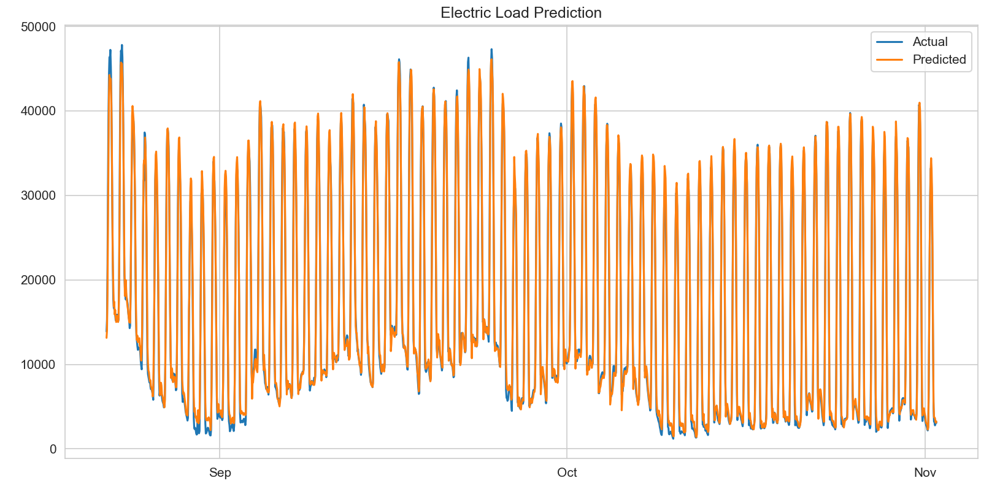 Electric Load Prediction
50000
40000
30000
20000
10000
0
Actual
Predicted
Sep
Oct
Nov